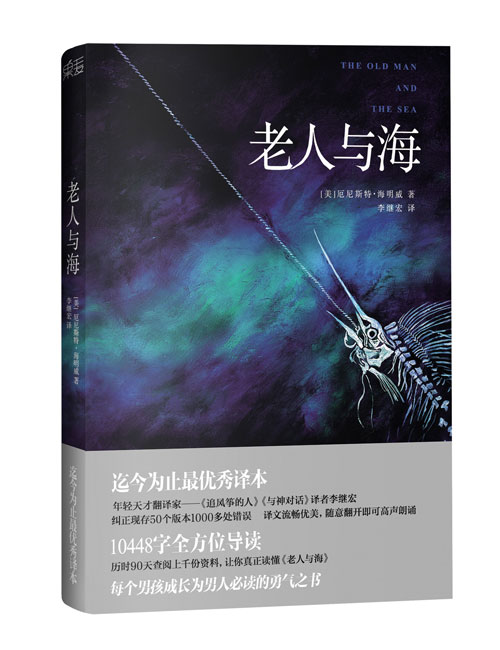 果麦
THE OLD MAN
AND
THE SEA
老人与海
[美]厄尼斯特·海明威 著
李继宏 译
迄今为止最优秀译本
年轻天才翻译家——《追风筝的人》《与神对话》译者李继宏
纠正现存50个版本1000多处错误 译文流畅优美,随意翻开即可高声朗诵
10448字全方位导读
历时90天查阅上千份资料,让你真正读懂《老人与海》
每个男孩成长为男人必读的勇气之书
老人与海
[美]厄尼斯特·海明威 著
李继宏 译
迄今为止最优秀译本